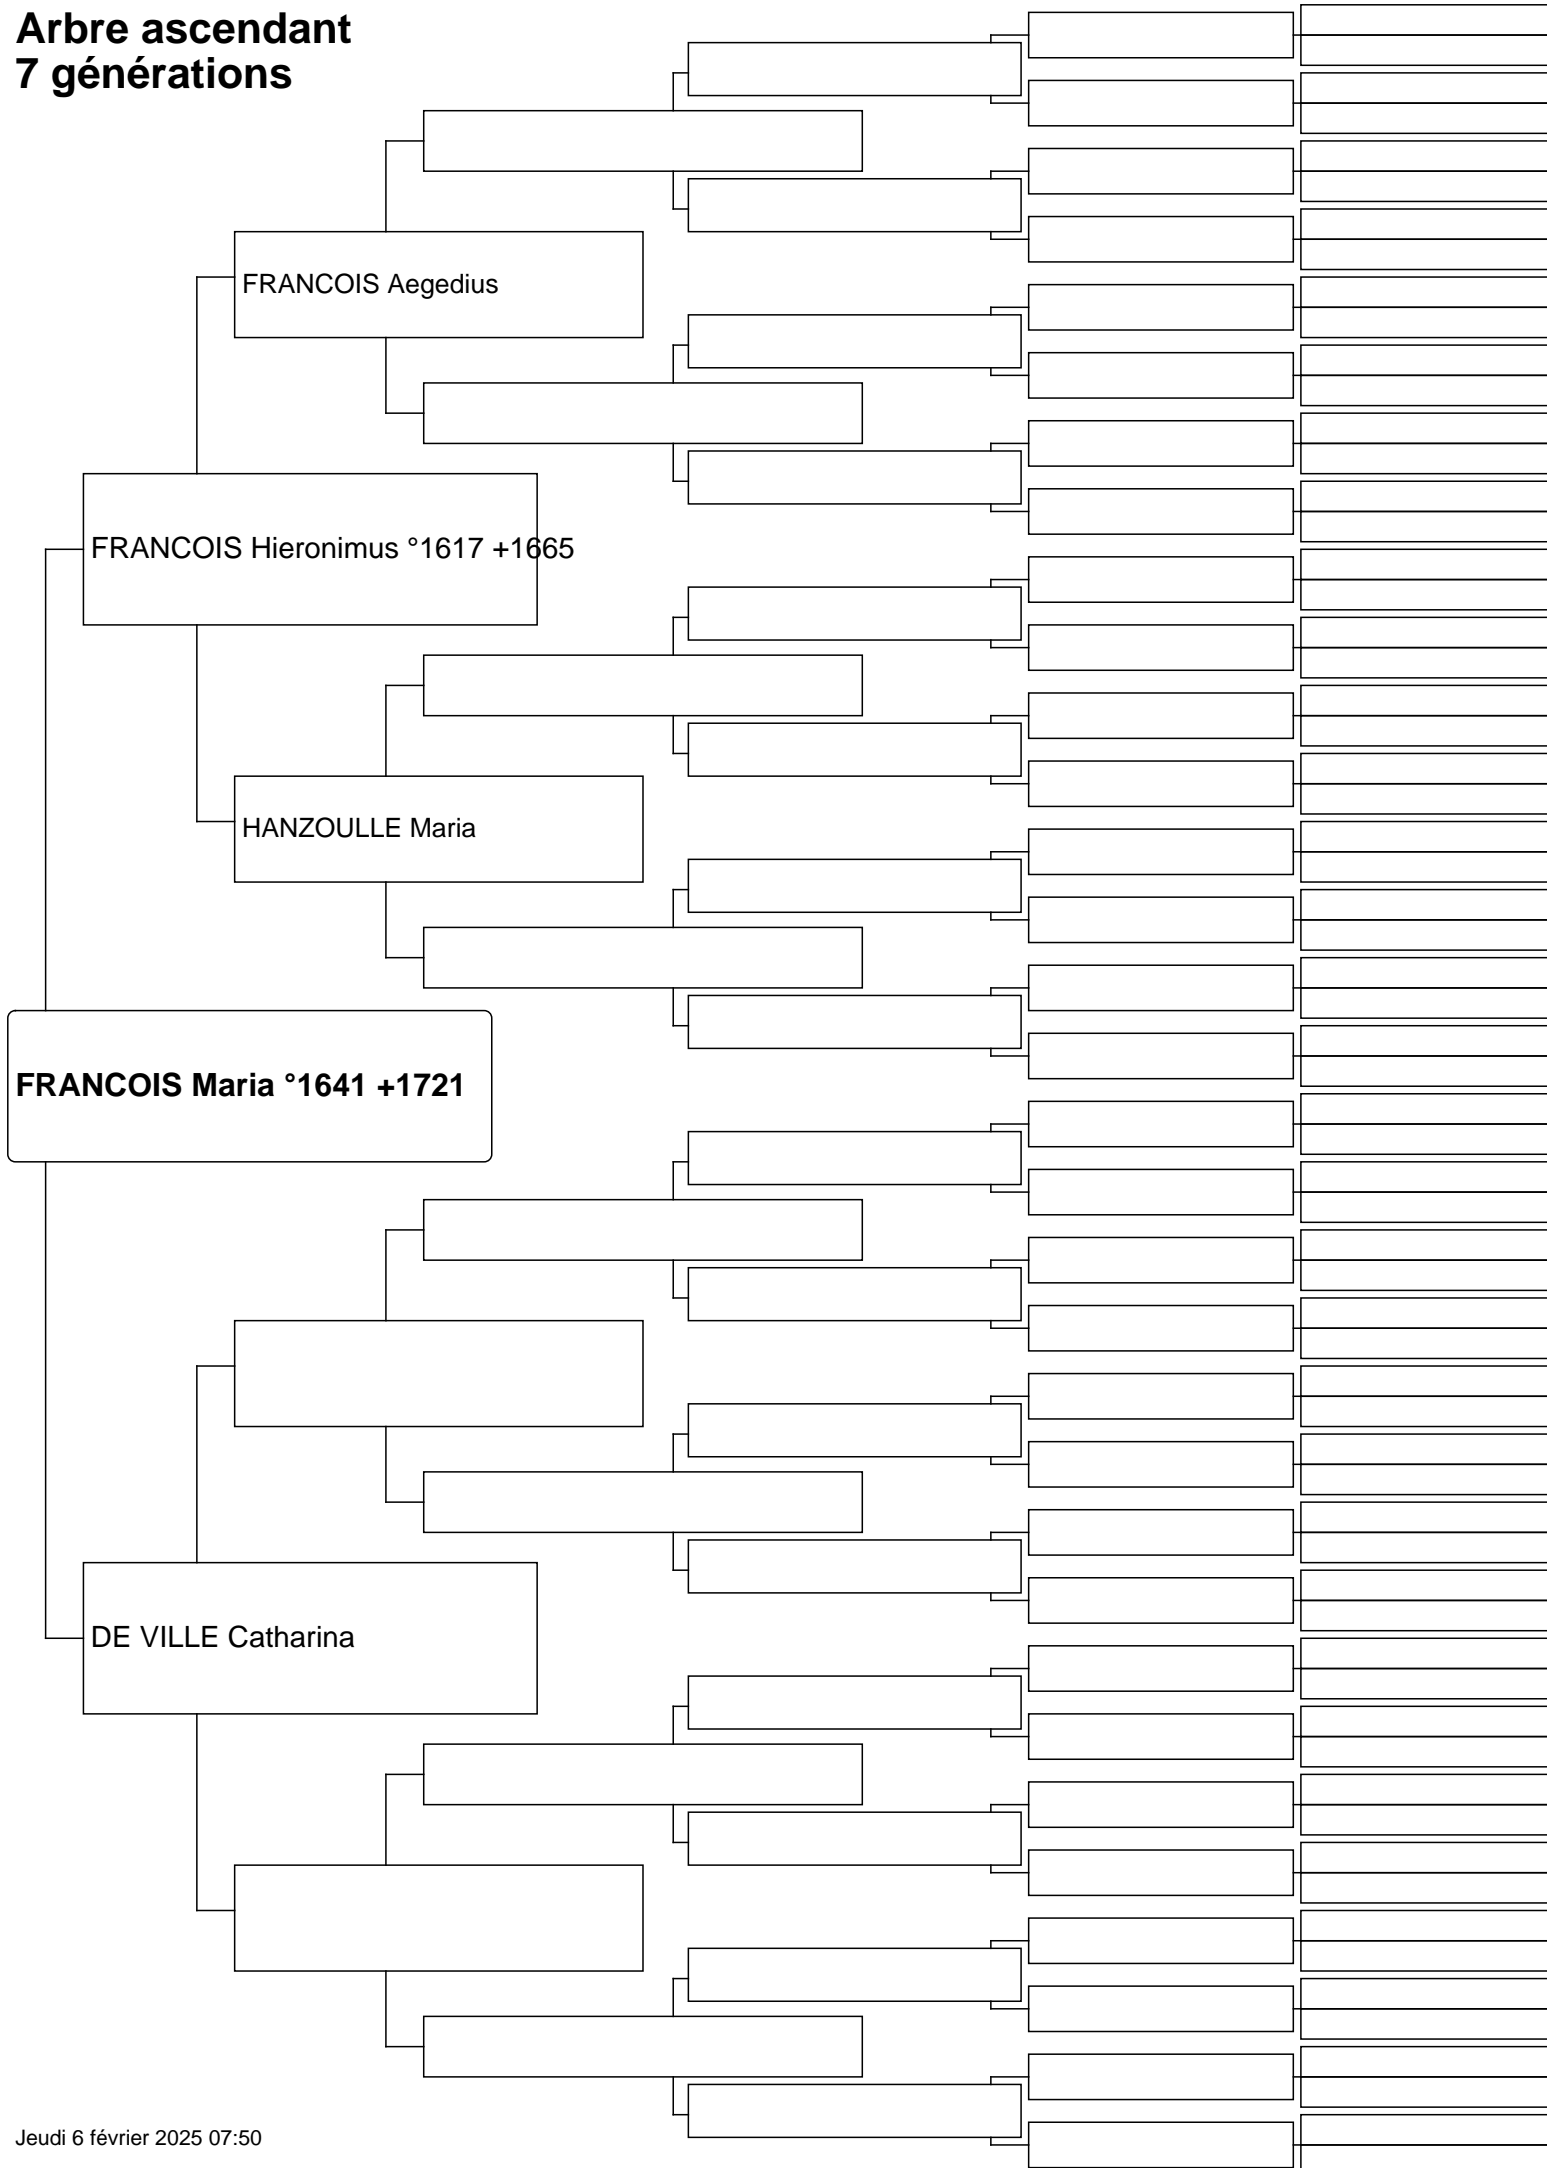 Arbre ascendant
7 générations
FRANCOIS Aegedius
FRANCOIS Hieronimus °1617 +1665
HANZOULLE Maria
FRANCOIS Maria °1641 +1721
DE VILLE Catharina
Jeudi 6 février 2025 07:50